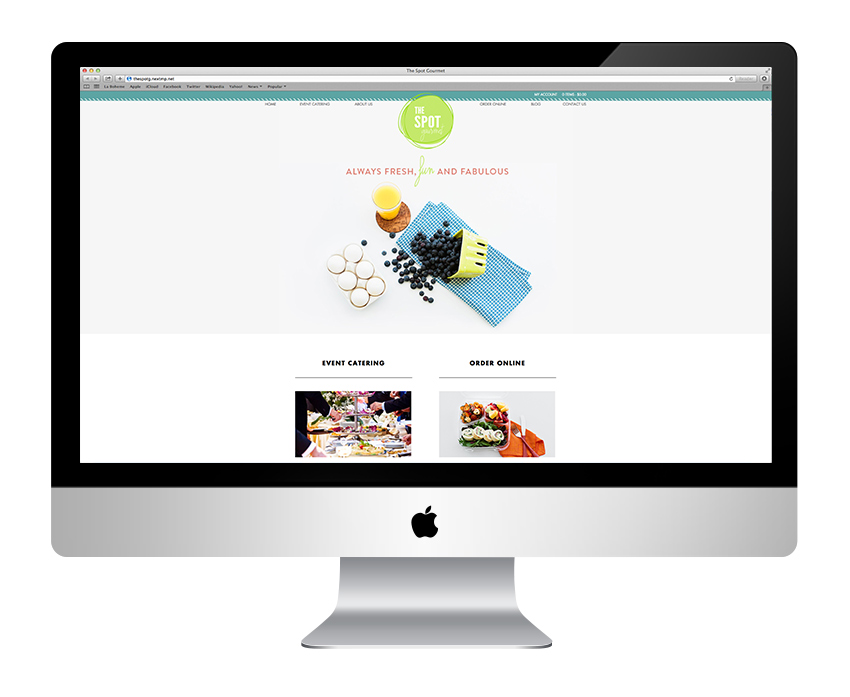 The Spot Gourmet
thespotg.nextmp.net
La Boheme Apple iCloud Facebook Twitter Wikipedia Yahoo! News Popular
MY ACCOUNT 0 ITEMS - $0.00
HOME EVENT CATERING ABOUT US ORDER ONLINE BLOG CONTACT US
THE
SPOT
gourmet
ALWAYS FRESH, fun AND FABULOUS
EVENT CATERING ORDER ONLINE